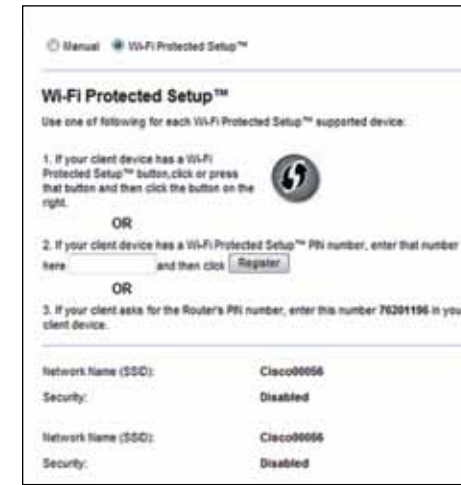 Manual Wi-Fi Protected Setup™
Wi-Fi Protected Setup™
Use one of following for each Wi-Fi Protected Setup™ supported device:
1. If your client device has a Wi-Fi
Protected Setup™ button,click or press
that button and then click the button on the
right.
OR
2. If your client device has a Wi-Fi Protected Setup™ PIN number, enter that number
here and then click Register
OR
3. If your client asks for the Router's PIN number, enter this number 76201196 in you
client device.
Network Name (SSID): Cisco00056
Security: Disabled
Network Name (SSID): Cisco00056
Security: Disabled